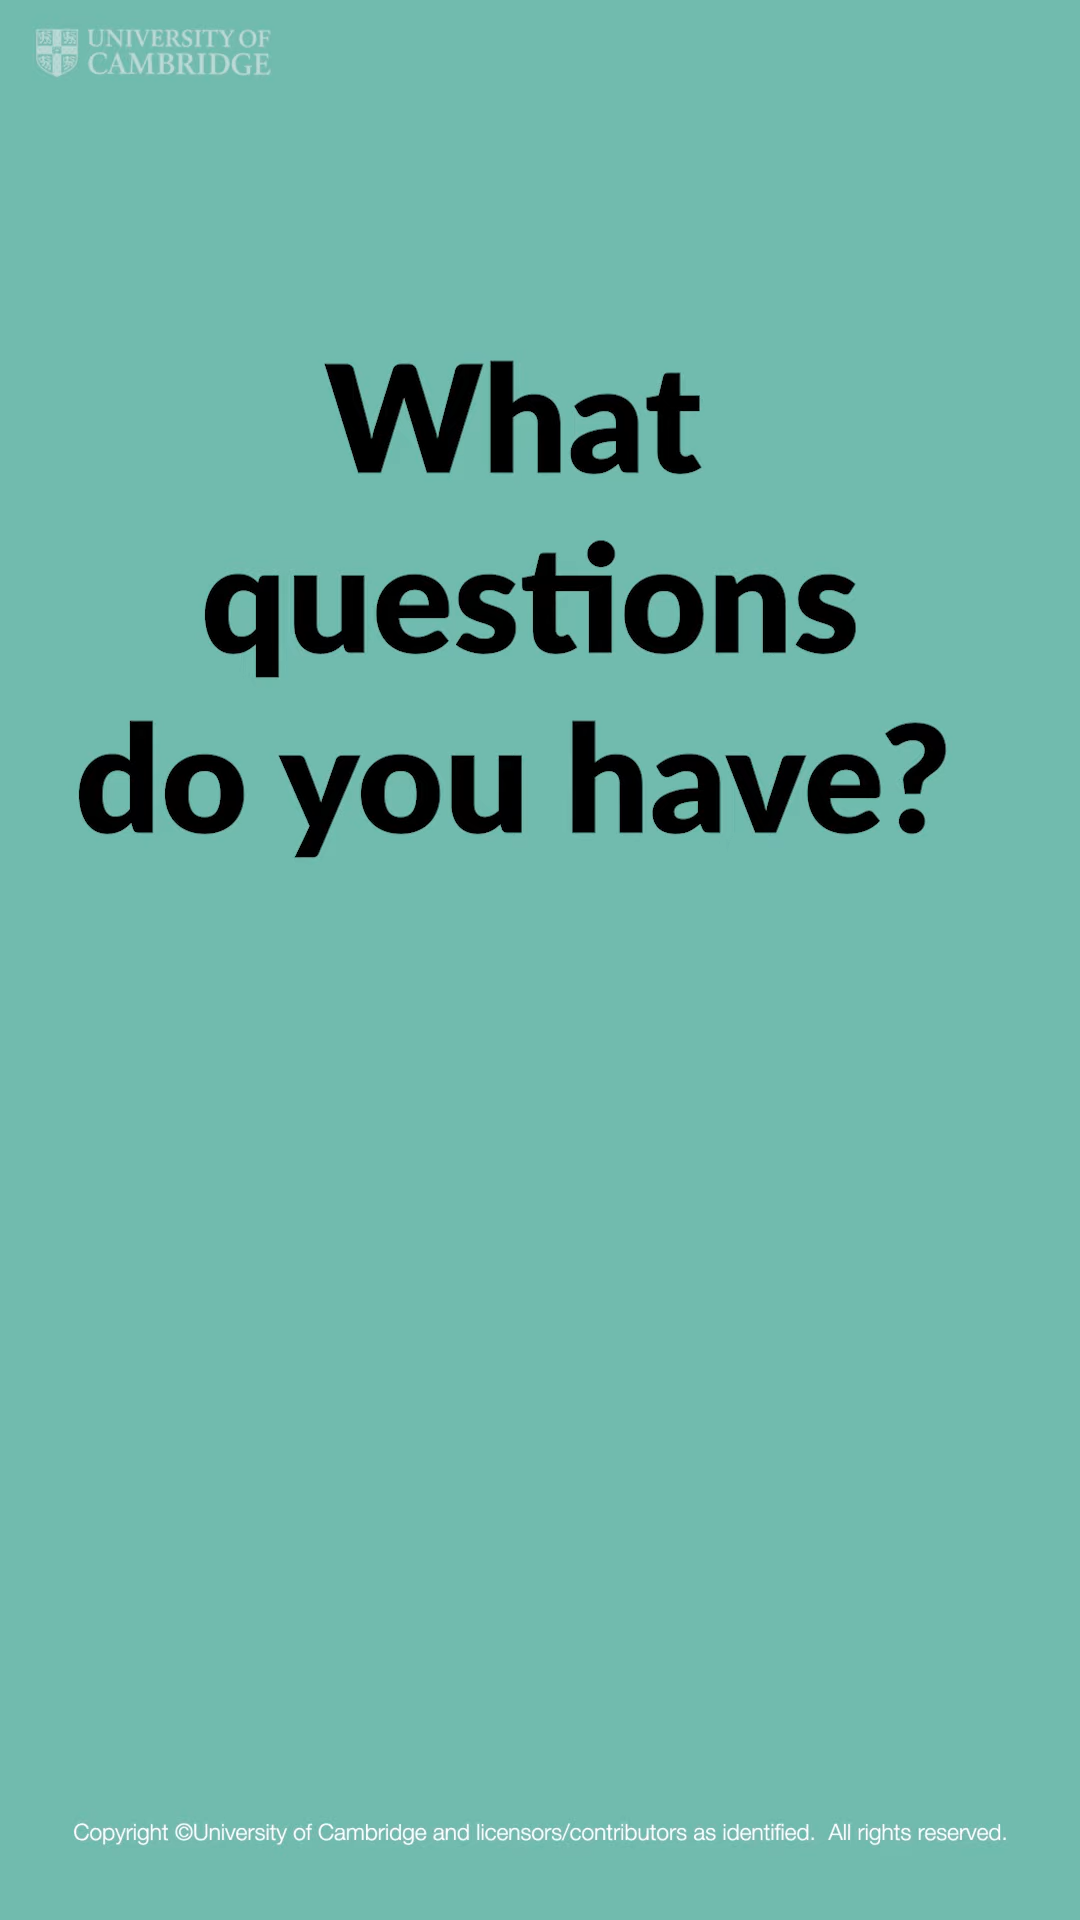 UNIVERSITY OF
CAMBRIDGE
What
questions
do you have?
Copyright ©University of Cambridge and licensors/contributors as identified.  All rights reserved.